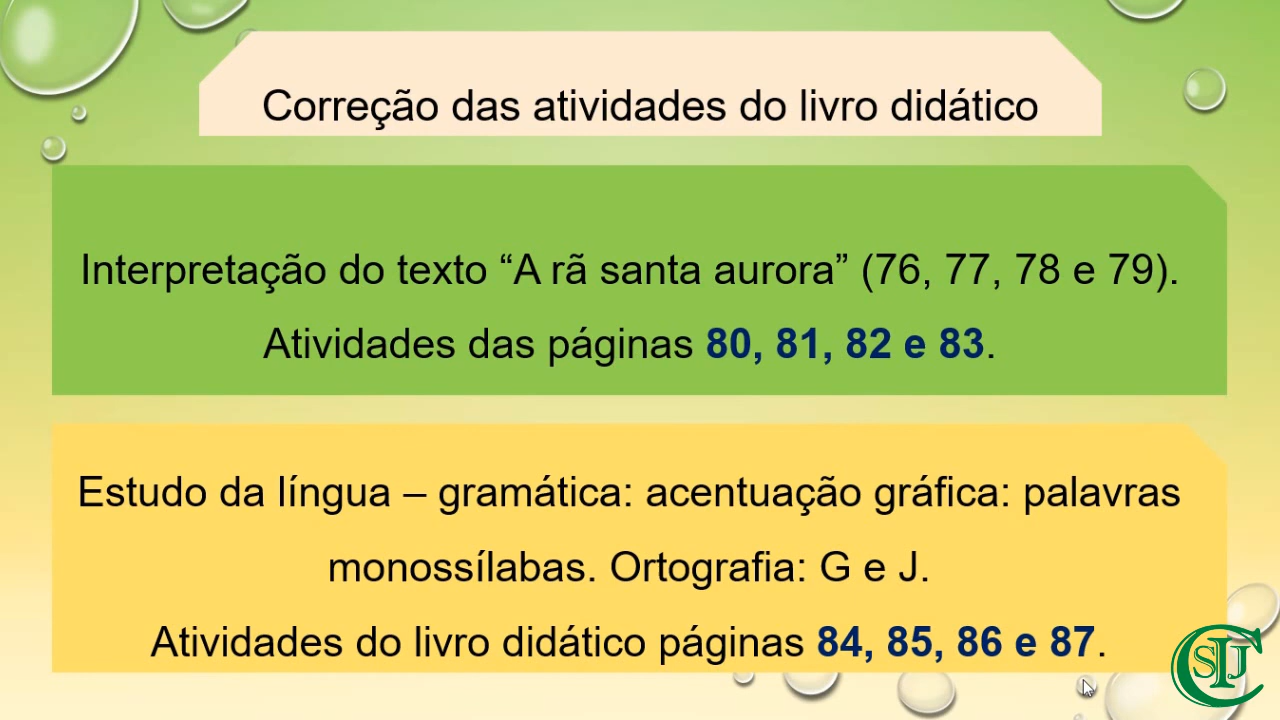 Correção das atividades do livro didático
Interpretação do texto “A rã santa aurora” (76, 77, 78 e 79).
Atividades das páginas 80, 81, 82 e 83.
Estudo da língua – gramática: acentuação gráfica: palavras
monossílabas. Ortografia: G e J.
Atividades do livro didático páginas 84, 85, 86 e 87.
CSIJ